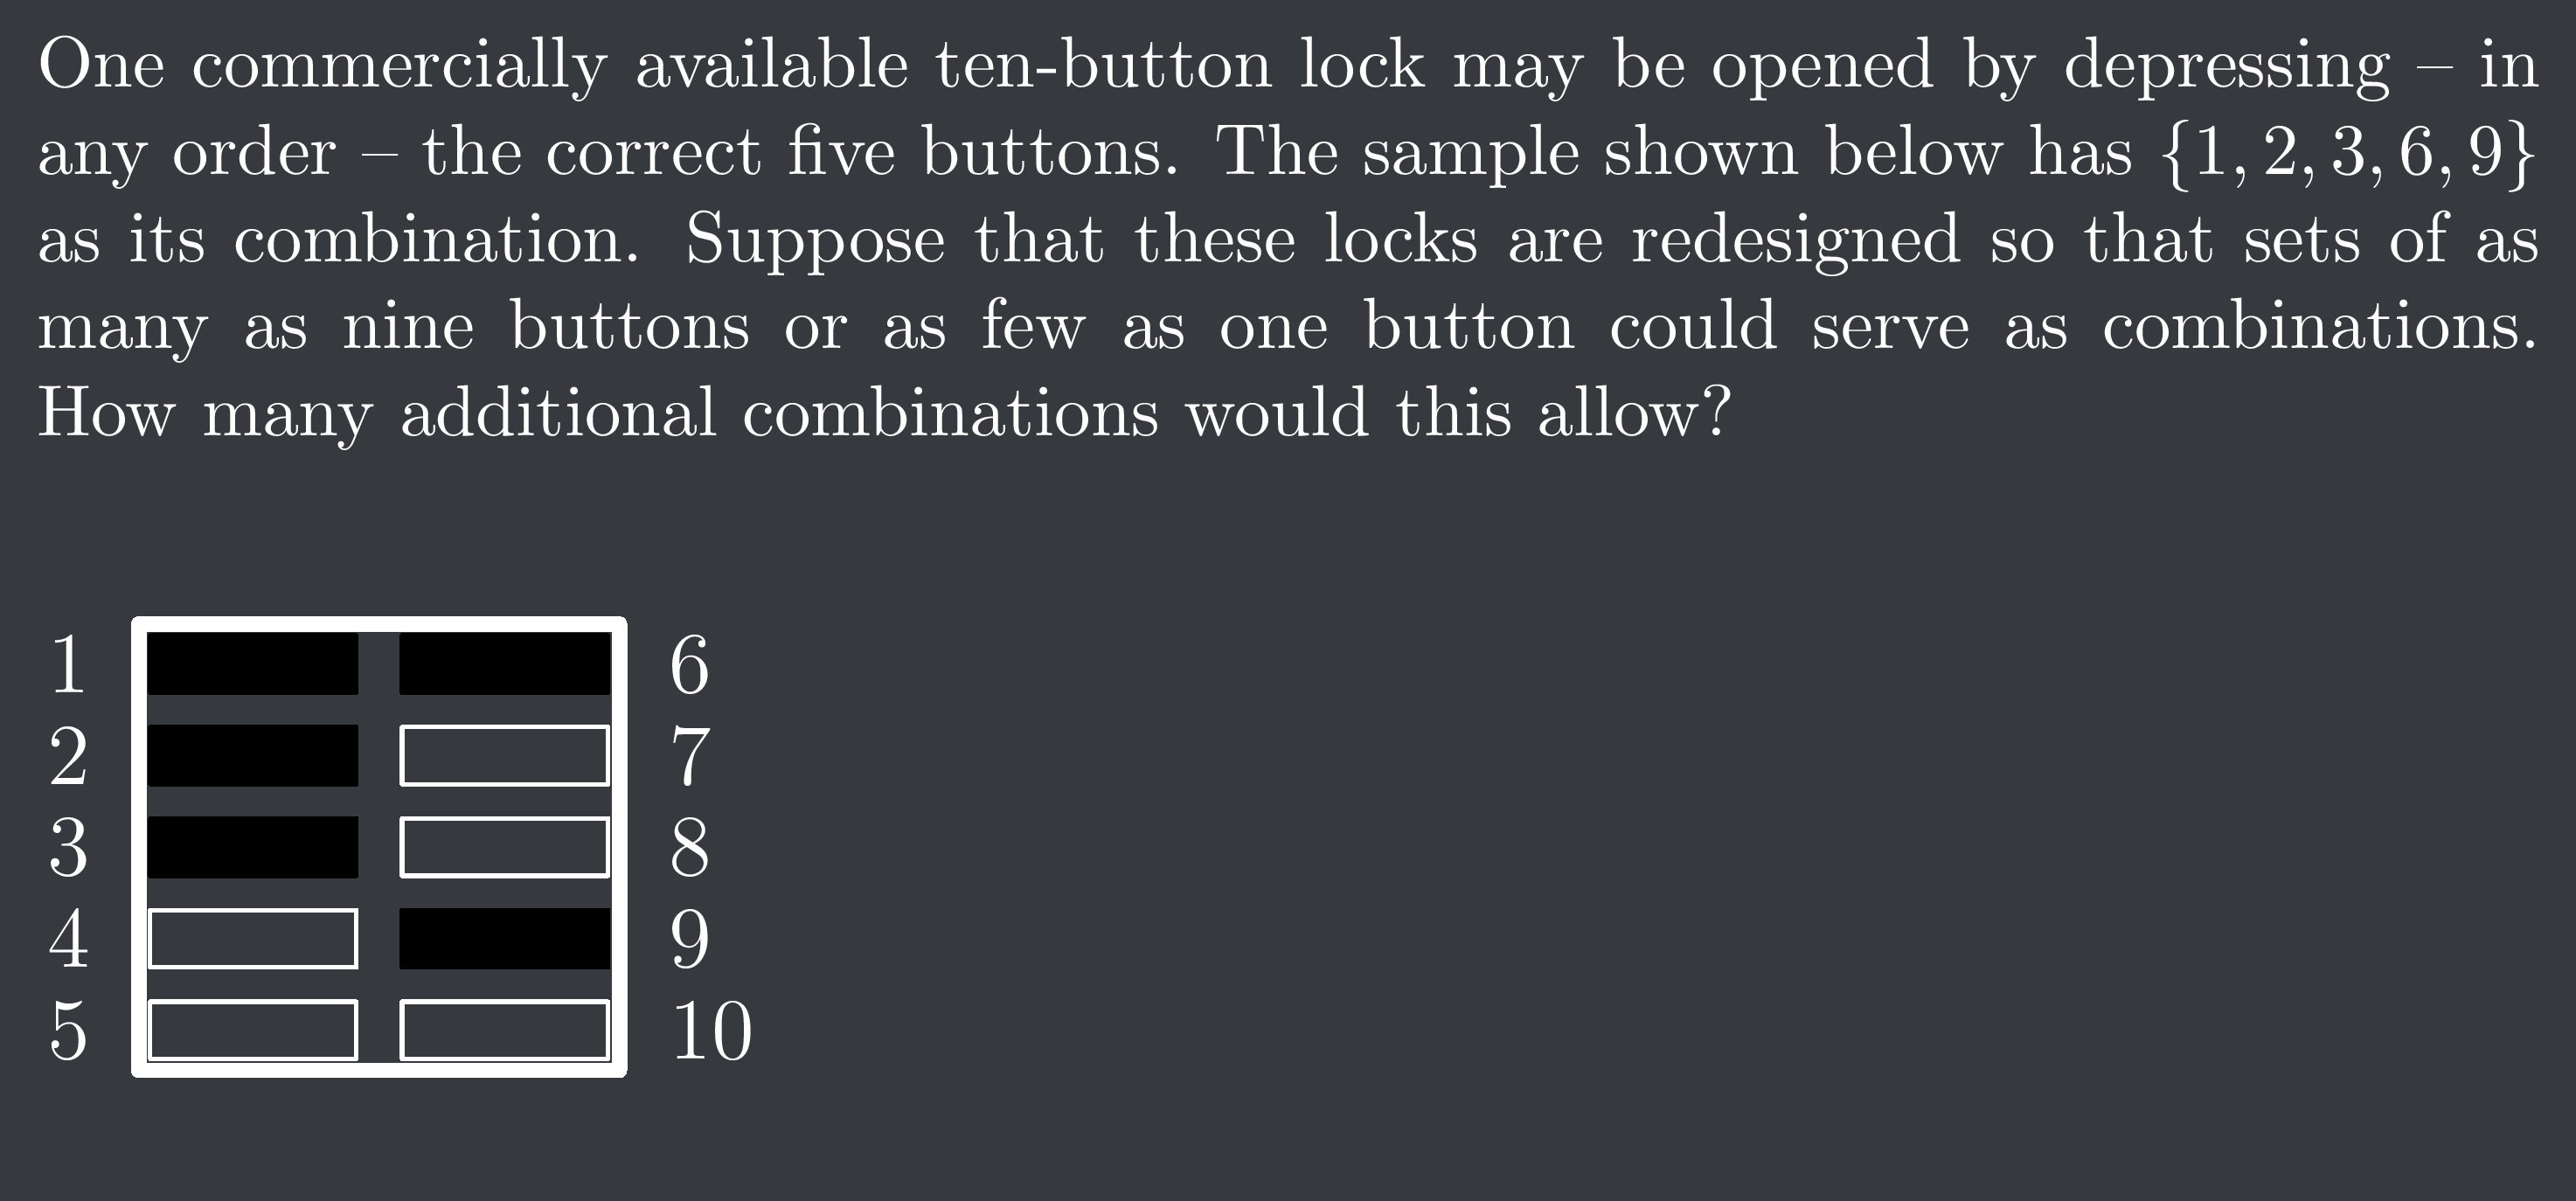 One commercially available ten-button lock may be opened by depressing – in
any order – the correct five buttons. The sample shown below has {1, 2, 3, 6, 9}
as its combination. Suppose that these locks are redesigned so that sets of as
many as nine buttons or as few as one button could serve as combinations.
How many additional combinations would this allow?
1 6
2 7
3 8
4 9
5 10